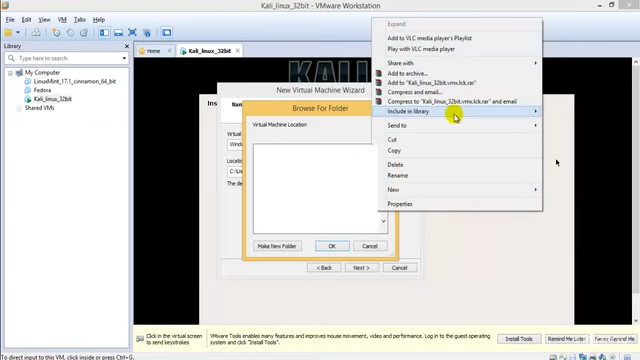 Kali_linux_32bit - VMware Workstation
File Edit View VM Tabs Help
Library
Type here to search
My Computer
LinuxMint_17.1_cinnamon_64_bit
Fedora
Kali_linux_32bit
Shared VMs
Home
Kali_linux_32bit
KALI
New Virtual Machine Wizard
Browse For Folder
Virtual Machine Location
Make New Folder
OK
Cancel
< Back
Next >
Cancel
Expand
Add to VLC media player's Playlist
Play with VLC media player
Share with
Add to archive...
Add to "Kali_linux_32bit.vmx.lck.rar"
Compress and email...
Compress to "Kali_linux_32bit.vmx.lck.rar" and email
Include in library
Send to
Cut
Copy
Delete
Rename
New
Properties
Click in the virtual screen to send keystrokes
VMware Tools enables many features and improves mouse movement, video and performance. Log in to the guest operating system and click "Install Tools".
Install Tools
Remind Me Later
Never Remind Me
To direct input to this VM, click inside or press Ctrl+G.